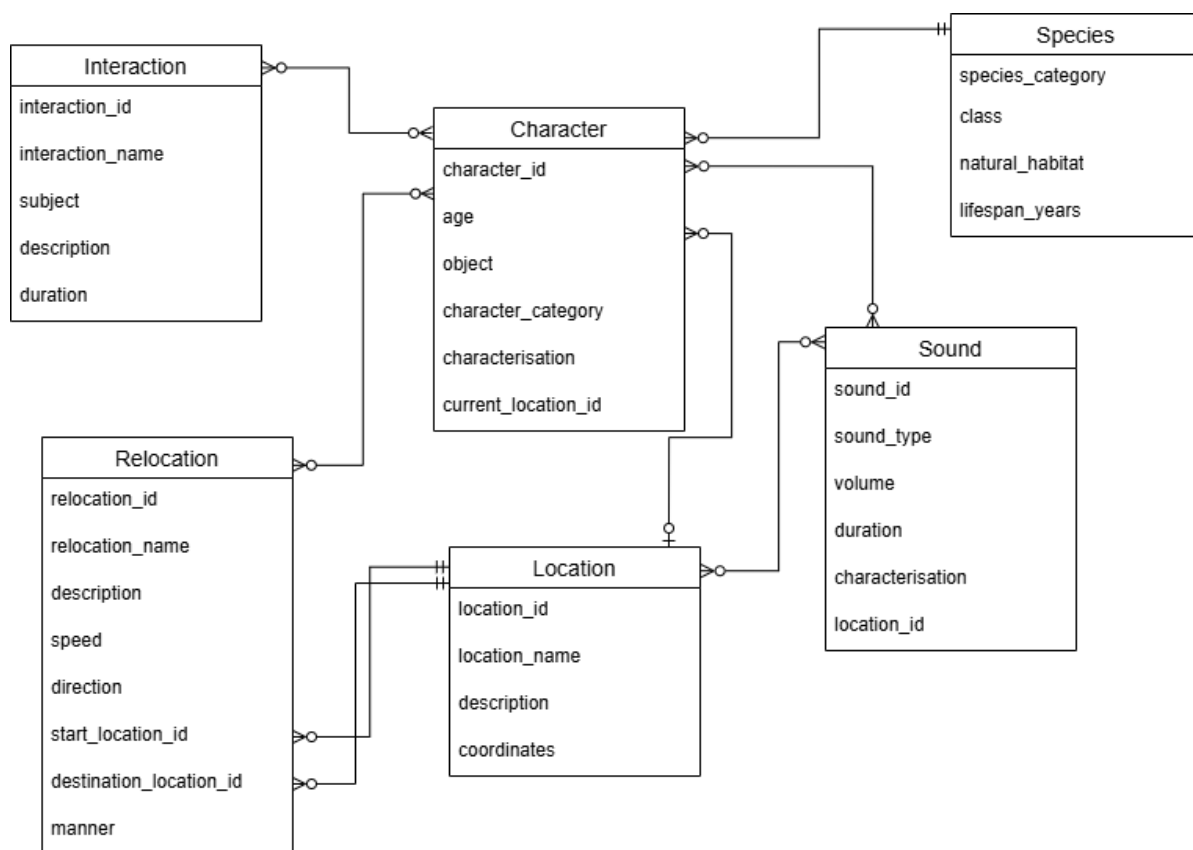 Interaction
interaction_id
interaction_name
subject
description
duration
Character
character_id
age
object
character_category
characterisation
current_location_id
Species
species_category
class
natural_habitat
lifespan_years
Sound
sound_id
sound_type
volume
duration
characterisation
location_id
Relocation
relocation_id
relocation_name
description
speed
direction
start_location_id
destination_location_id
manner
Location
location_id
location_name
description
coordinates